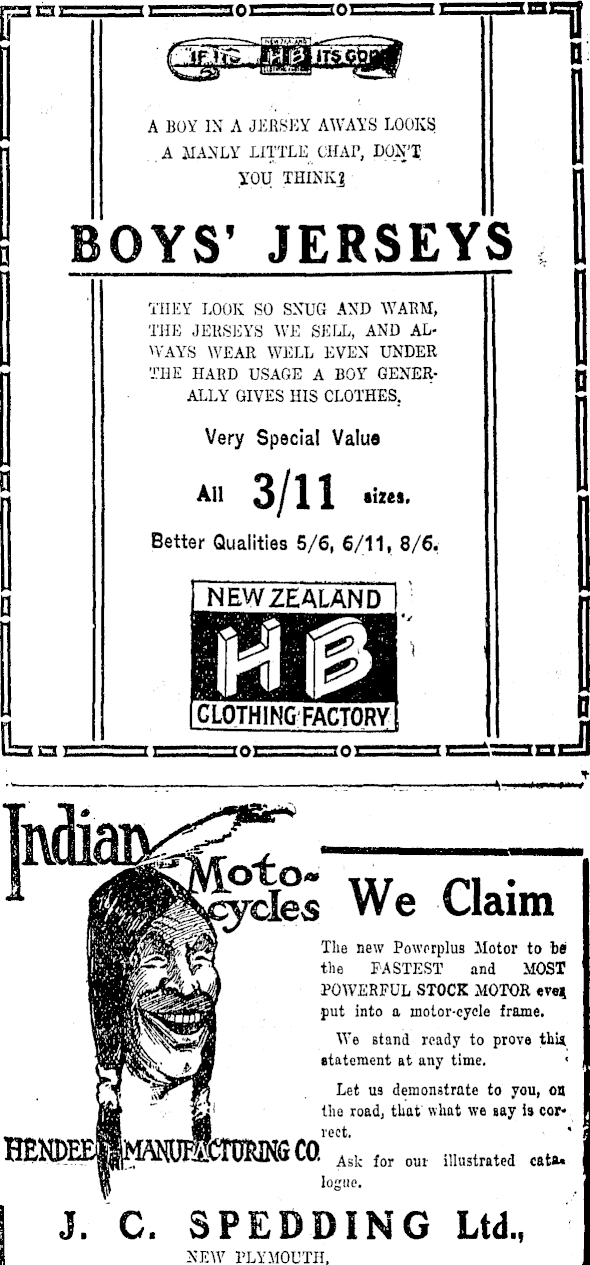 "IF IT'S NEW ZEALAND HB IT'S GOOD
A BOY IN A JERSEY AWAYS LOOKS
A MANLY LITTLE CHAP, DON'T
YOU THINK?
BOYS' JERSEYS
THEY LOOK SO SNUG AND WARM,
THE JERSEYS WE SELL, AND AL-
WAYS WEAR WELL EVEN UNDER
THE HARD USAGE A BOY GENER-
ALLY GIVES HIS CLOTHES.
Very Special Value
All 3/11 sizes.
Better Qualities 5/6, 6/11, 8/6.
NEW ZEALAND
HB
CLOTHING FACTORY
Indian
Moto-
cycles
We Claim
The new Powerplus Motor to be
the FASTEST and MOST
POWERFUL STOCK MOTOR ever
put into a motor-cycle frame.
We stand ready to prove this
statement at any time.
Let us demonstrate to you, on
the road, that what we say is cor-
rect.
Ask for our illustrated cata-
logue.
HENDEE MANUFACTURING CO.
J. C. SPEDDING Ltd.,
NEW PLYMOUTH,